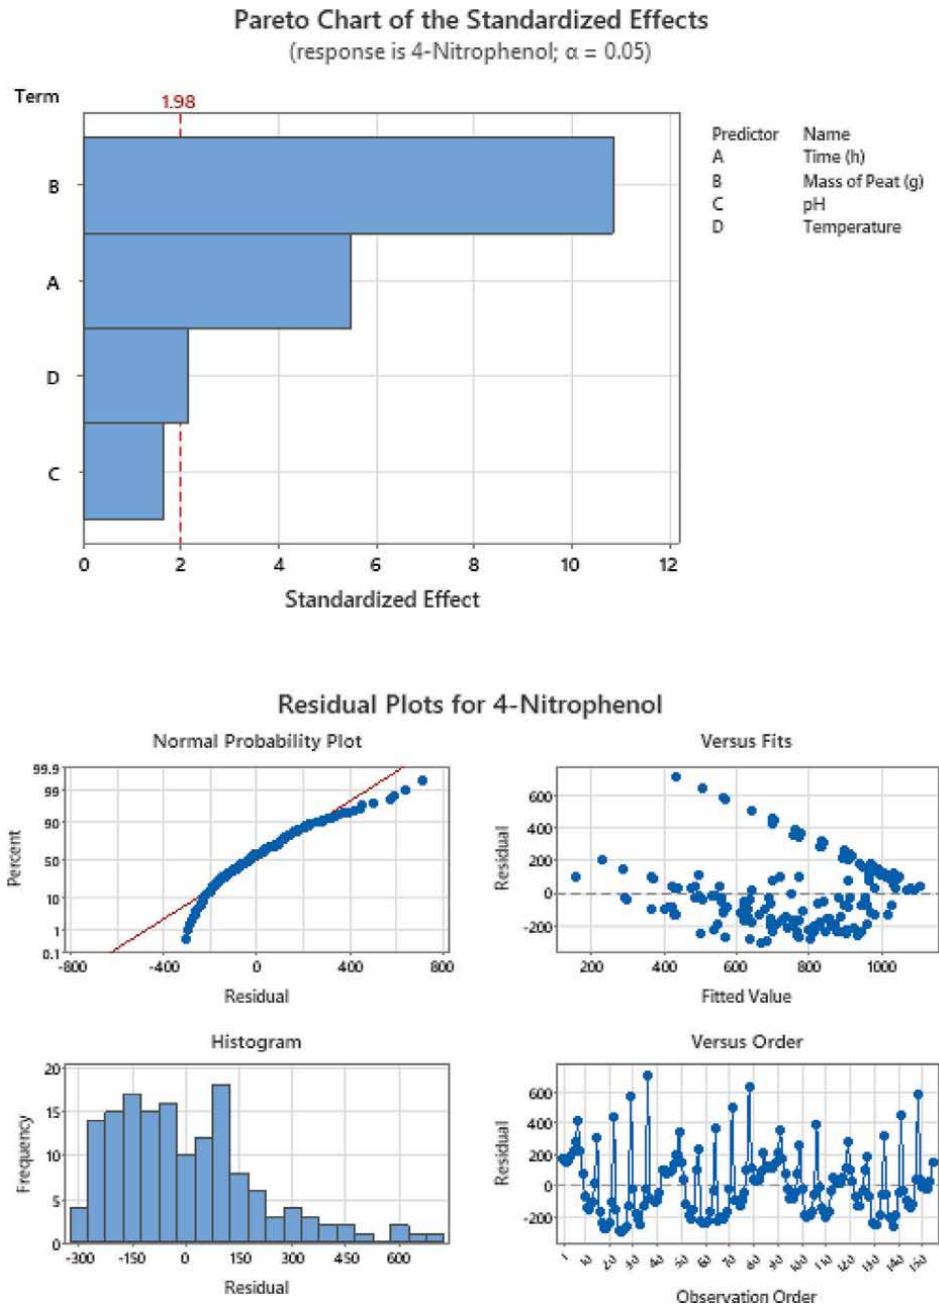 Pareto Chart of the Standardized Effects
(response is 4-Nitrophenol; α = 0.05)
Term
1.98
Predictor Name
A Time (h)
B Mass of Peat (g)
C pH
D Temperature
B
A
D
C
0 2 4 6 8 10 12
Standardized Effect
Residual Plots for 4-Nitrophenol
Normal Probability Plot
99.9
99
90
50
10
1
0.1
Percent
-800 -400 0 400 800
Residual
Versus Fits
600
400
200
0
-200
Residual
200 400 600 800 1000
Fitted Value
Histogram
20
15
10
5
0
Frequency
-300 -150 0 150 300 450 600
Residual
Versus Order
600
400
200
0
-200
Residual
1
Observation Order